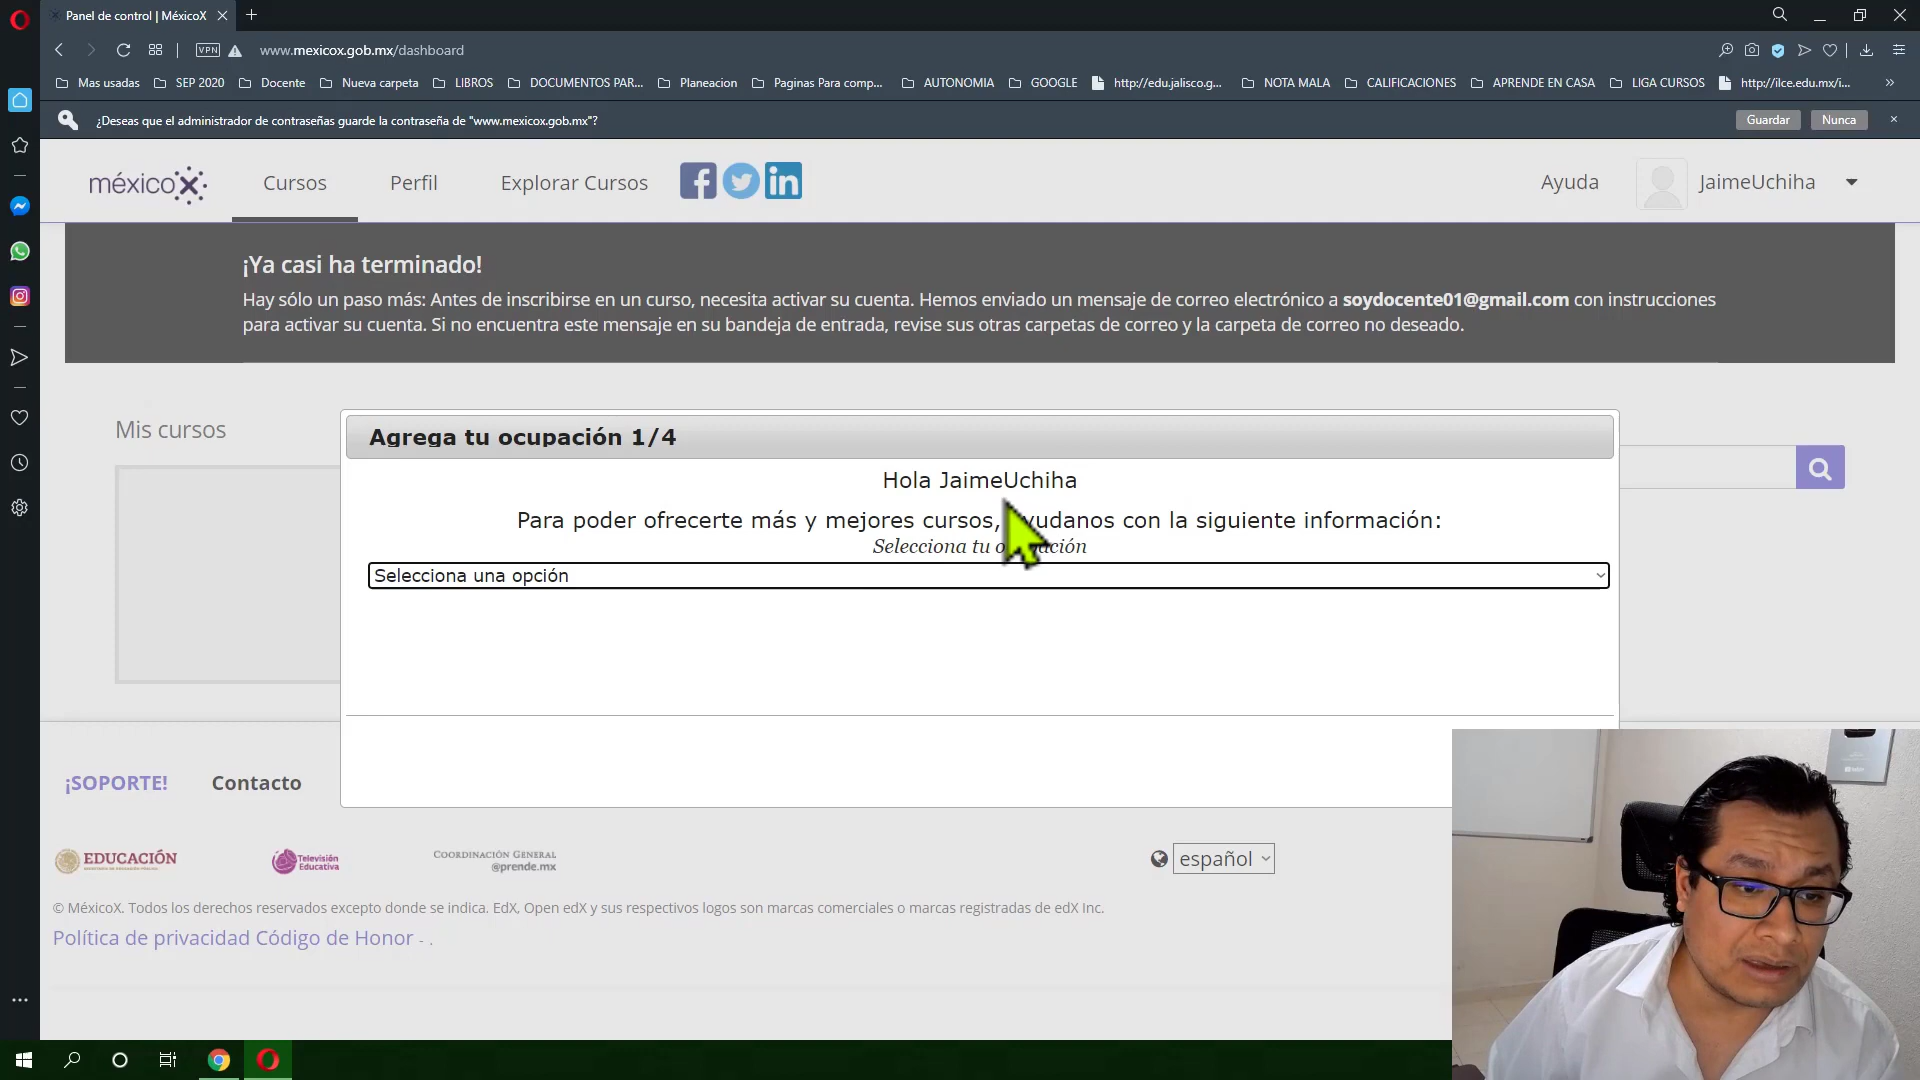 Panel de control | MéxicoX
VPN
www.mexicox.gob.mx/dashboard
Mas usadas
SEP 2020
Docente
Nueva carpeta
LIBROS
DOCUMENTOS PAR...
Planeacion
Paginas Para comp...
AUTONOMIA
GOOGLE
http://edu.jalisco.g...
NOTA MALA
CALIFICACIONES
APRENDE EN CASA
LIGA CURSOS
http://ilce.edu.mx/i...
¿Deseas que el administrador de contraseñas guarde la contraseña de "www.mexicox.gob.mx"?
Guardar
Nunca
méxicoX
Cursos
Perfil
Explorar Cursos
Ayuda
JaimeUchiha
¡Ya casi ha terminado!
Hay sólo un paso más: Antes de inscribirse en un curso, necesita activar su cuenta. Hemos enviado un mensaje de correo electrónico a soydocente01@gmail.com con instrucciones
para activar su cuenta. Si no encuentra este mensaje en su bandeja de entrada, revise sus otras carpetas de correo y la carpeta de correo no deseado.
Mis cursos
Agrega tu ocupación 1/4
Hola JaimeUchiha
Para poder ofrecerte más y mejores cursos, yudanos con la siguiente información:
Selecciona tu o ción
Selecciona una opción
¡SOPORTE!
Contacto
EDUCACIÓN
Televisión
Educativa
COORDINACIÓN GENERAL
@prende.mx
español
© MéxicoX. Todos los derechos reservados excepto donde se indica. EdX, Open edX y sus respectivos logos son marcas comerciales o marcas registradas de edX Inc.
Política de privacidad Código de Honor - .